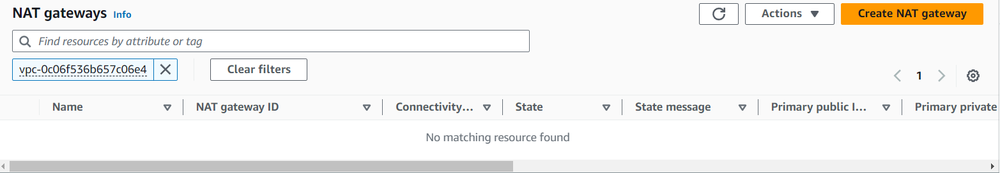 NAT gateways Info
Actions
Create NAT gateway
Find resources by attribute or tag
vpc-0c06f536b657c06e4
Clear filters
1
Name NAT gateway ID Connectivity... State State message Primary public I... Primary private
No matching resource found